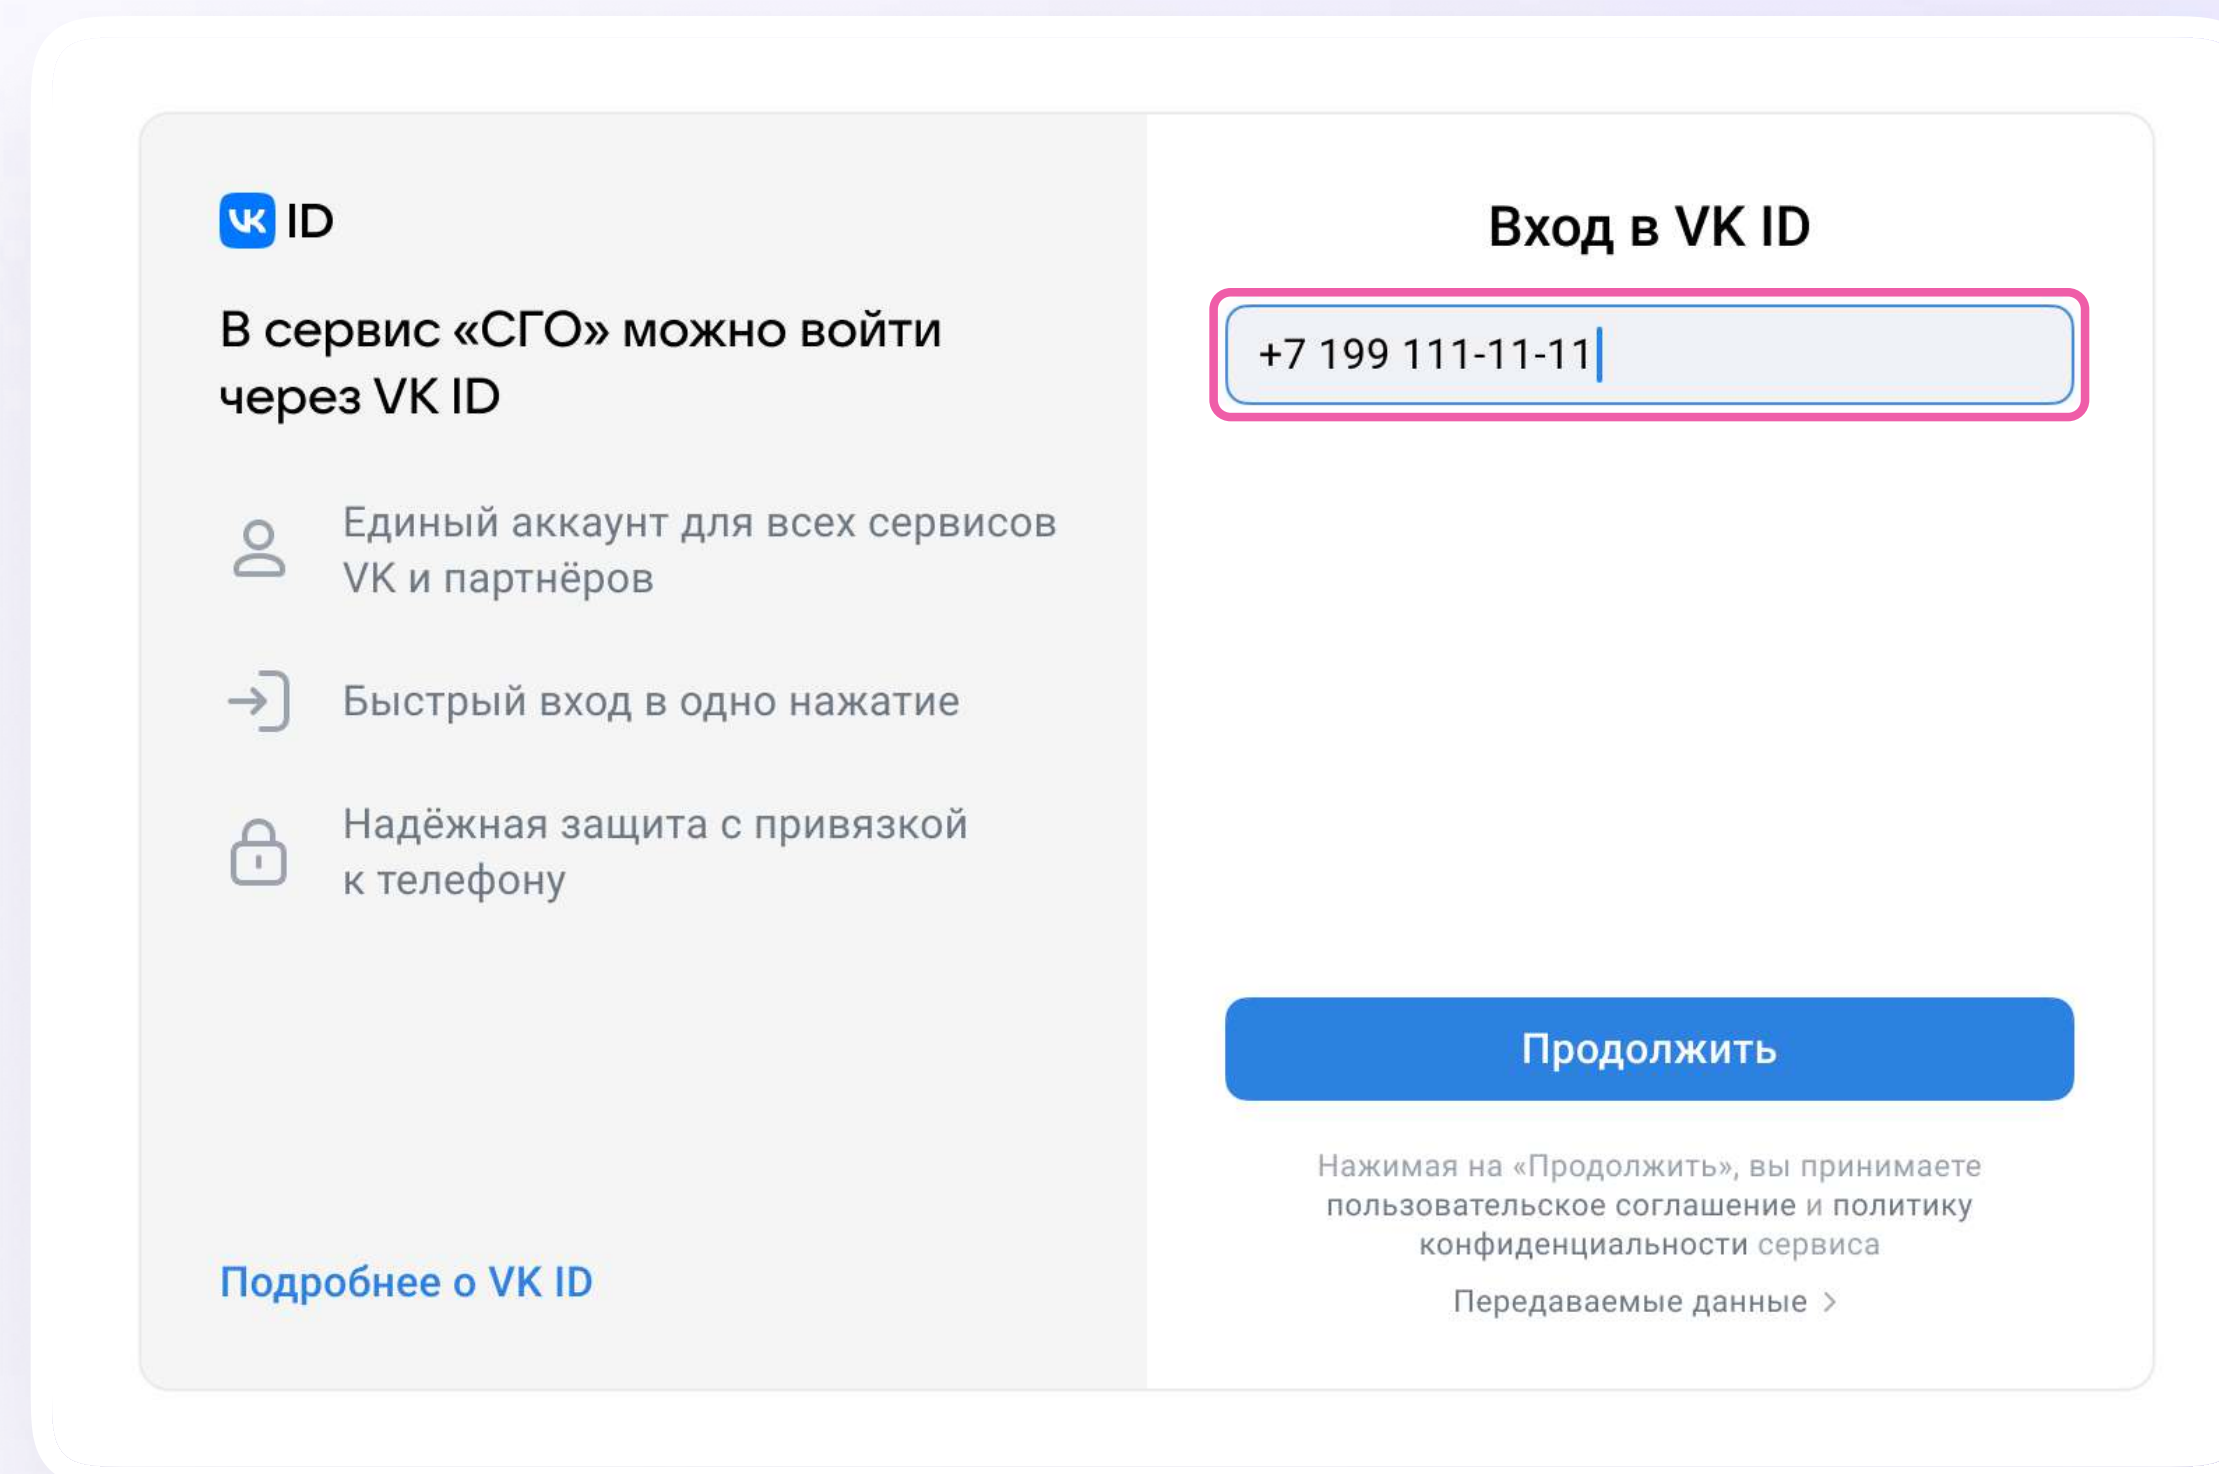 VK ID
В сервис «СГО» можно войти
через VK ID
Единый аккаунт для всех сервисов
VK и партнёров
Быстрый вход в одно нажатие
Надёжная защита с привязкой
к телефону
Подробнее о VK ID
Вход в VK ID
+7 199 111-11-11
Продолжить
Нажимая на «Продолжить», вы принимаете
пользовательское соглашение и политику
конфиденциальности сервиса
Передаваемые данные >